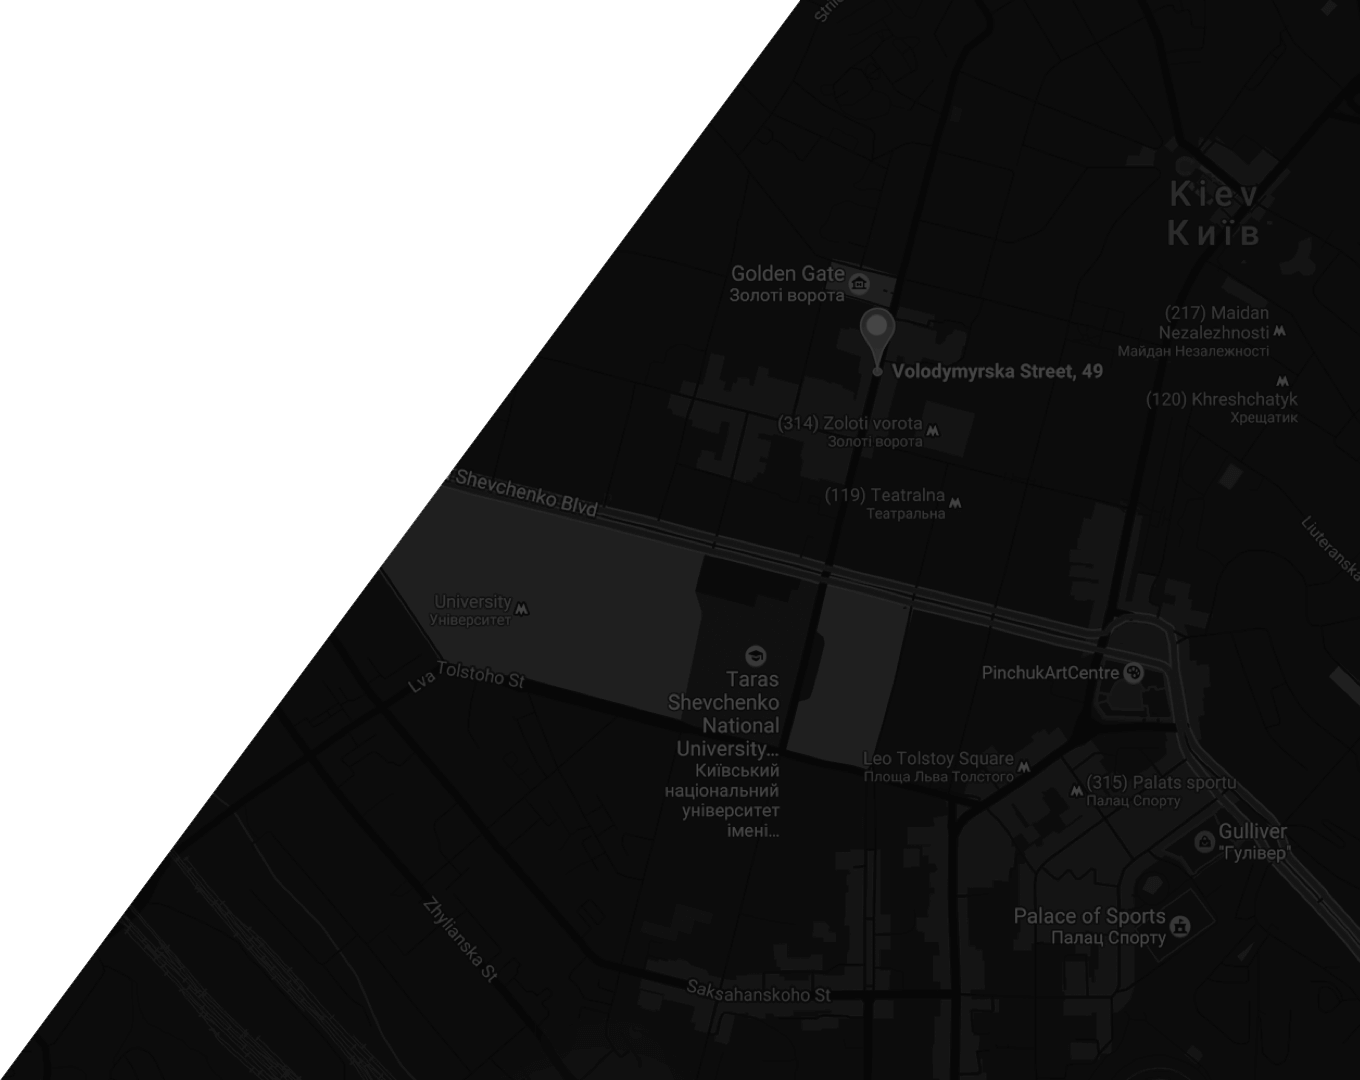 Kiev
Київ
Golden Gate
Золоті ворота
(217) Maidan
Nezalezhnosti
Майдан Незалежності
Volodymyrska Street, 49
(120) Khreshchatyk
Хрещатик
(314) Zoloti vorota
Золоті ворота
Shevchenko Blvd
(119) Teatralna
Театральна
Liuteranska
University
Університет
Lva Tolstoho St
Taras
Shevchenko
National
University...
Київський
національний
університет
імені...
PinchukArtCentre
Leo Tolstoy Square
Площа Льва Толстого
(315) Palats sportu
Палац Спорту
Gulliver
"Гулівер"
Zhylianska St
Palace of Sports
Палац Спорту
Saksahanskoho St